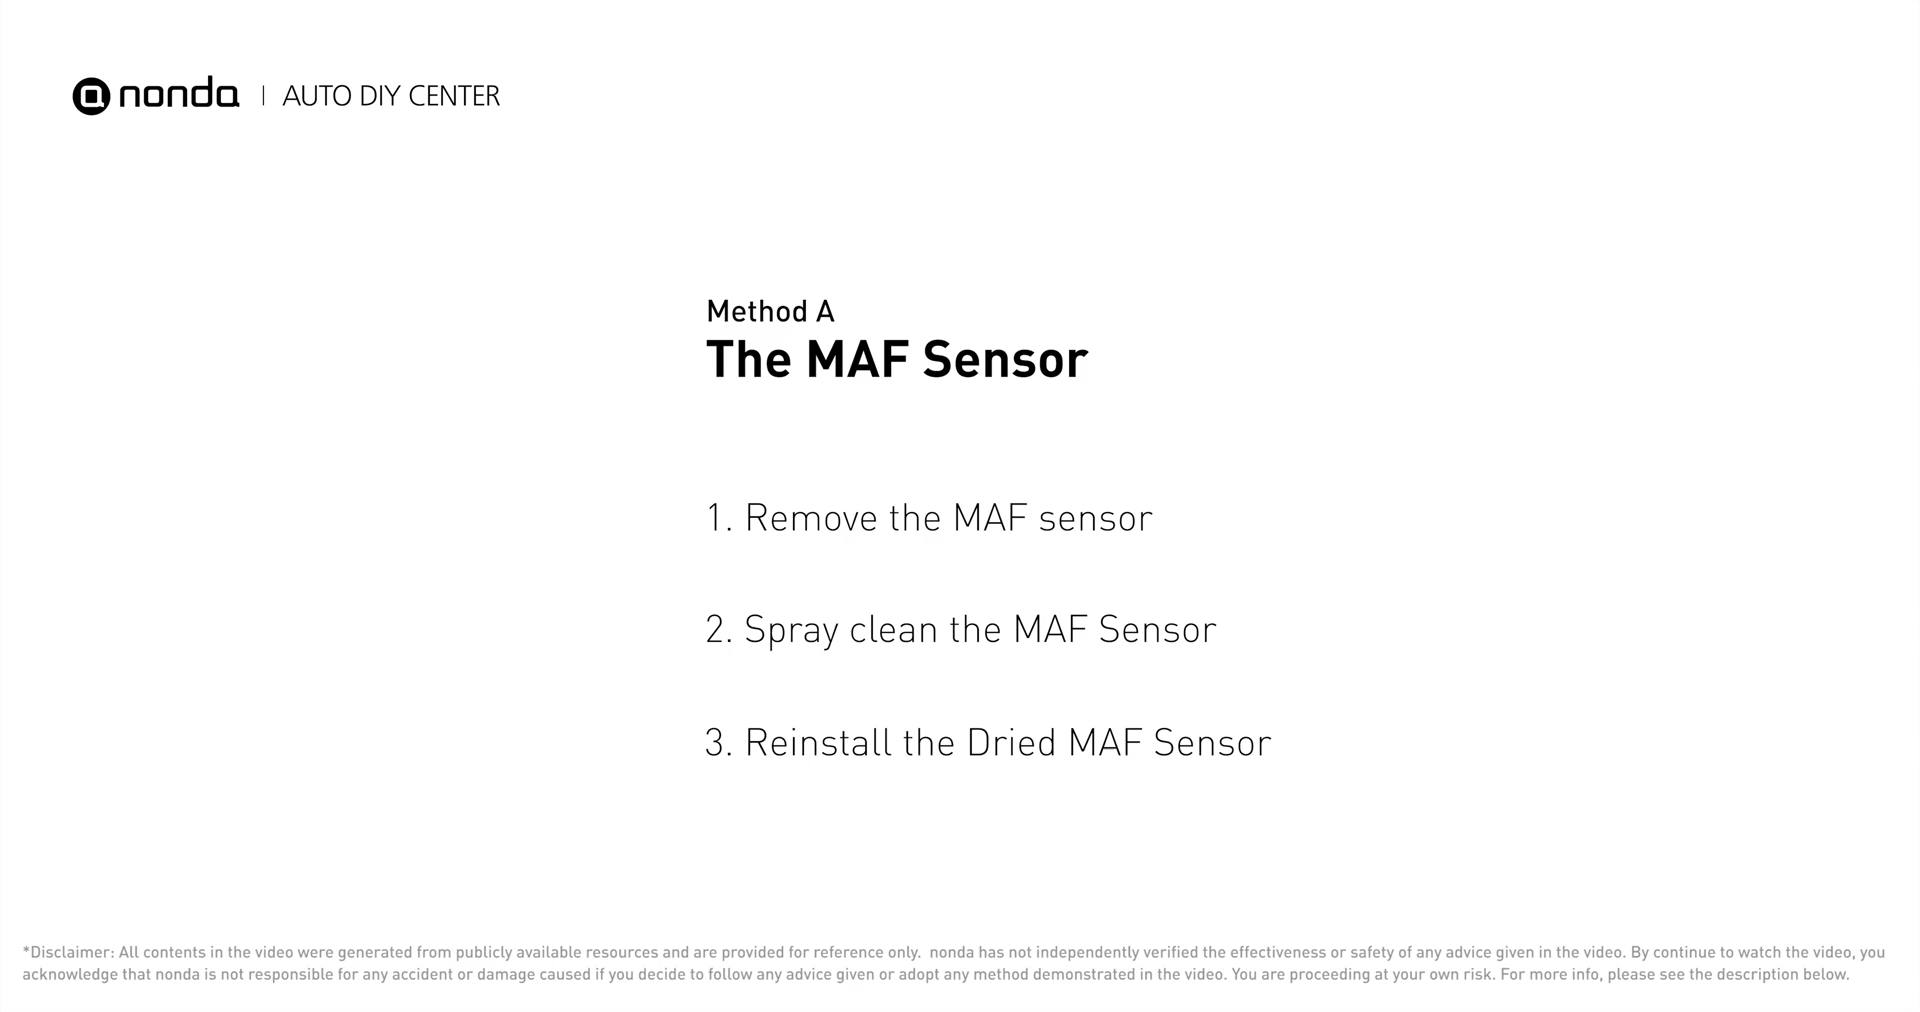 nonda | AUTO DIY CENTER
Method A
The MAF Sensor
1. Remove the MAF sensor
2. Spray clean the MAF Sensor
3. Reinstall the Dried MAF Sensor
*Disclaimer: All contents in the video were generated from publicly available resources and are provided for reference only.  nonda has not independently verified the effectiveness or safety of any advice given in the video. By continue to watch the video, you
acknowledge that nonda is not responsible for any accident or damage caused if you decide to follow any advice given or adopt any method demonstrated in the video. You are proceeding at your own risk. For more info, please see the description below.